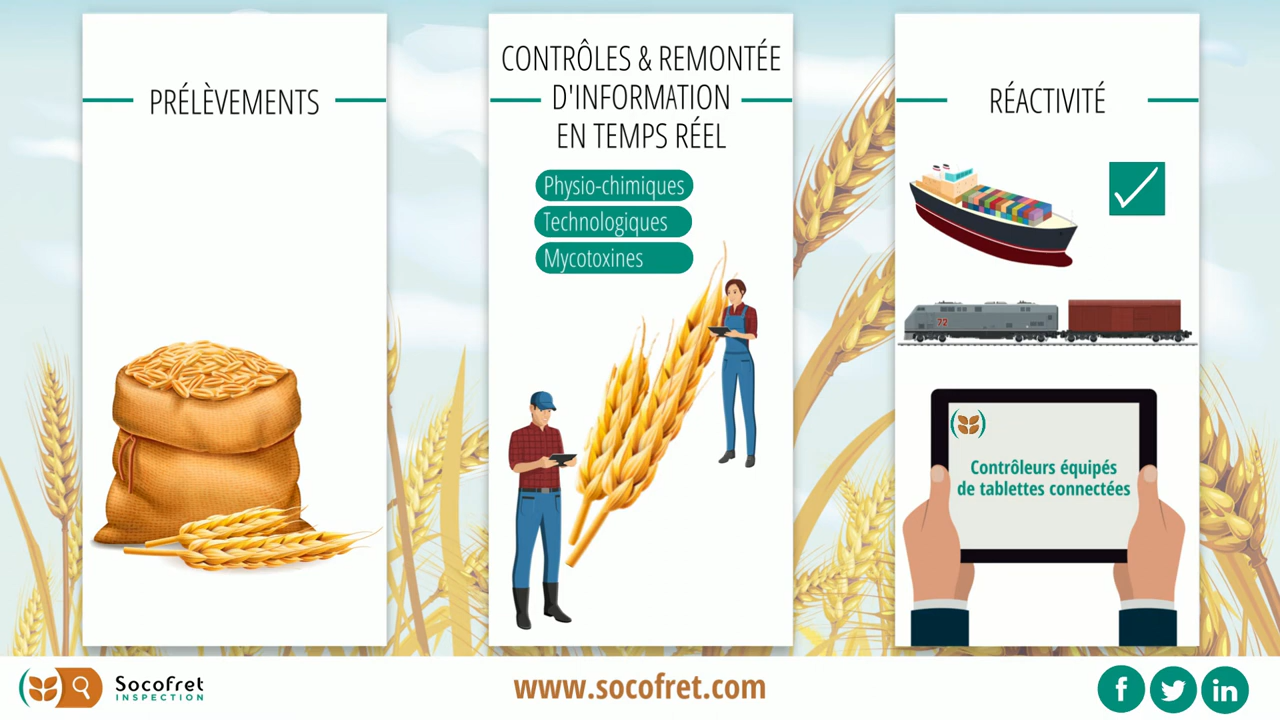 PRÉLÈVEMENTS
CONTRÔLES & REMONTÉE
D'INFORMATION
EN TEMPS RÉEL
Physio-chimiques
Technologiques
Mycotoxines
RÉACTIVITÉ
72
Contrôleurs équipés
de tablettes connectées
Socofret
INSPECTION
www.socofret.com
f
in